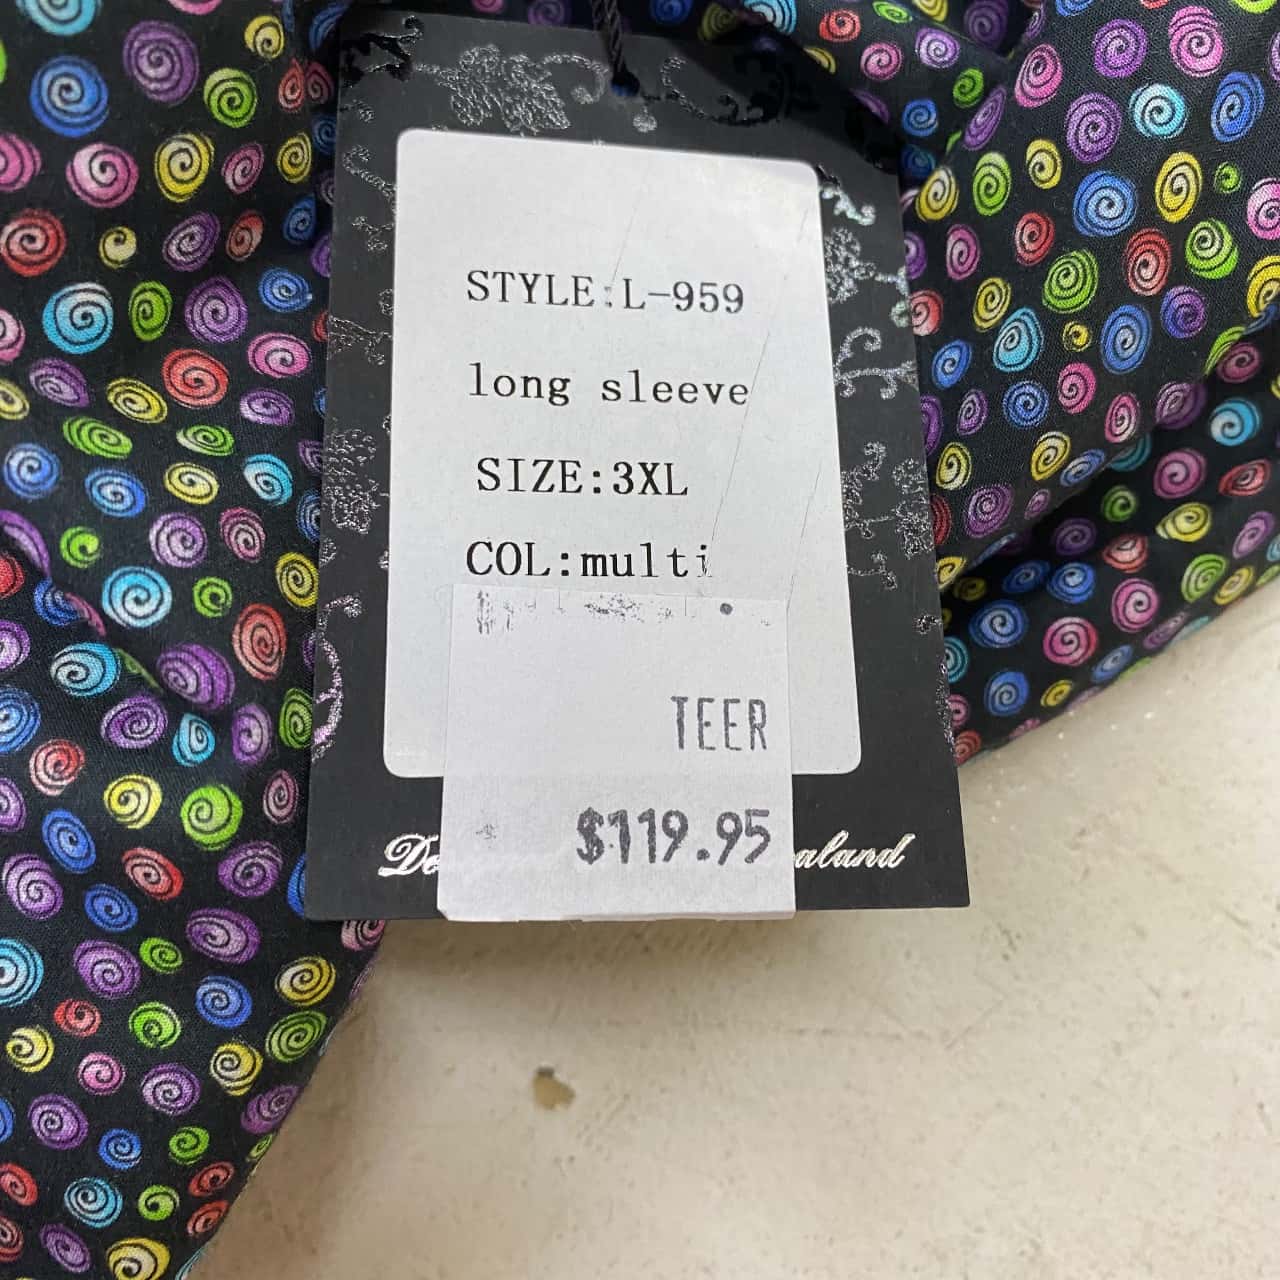 STYLE:L-959
long sleeve
SIZE:3XL
COL:multi
TEER
$119.95